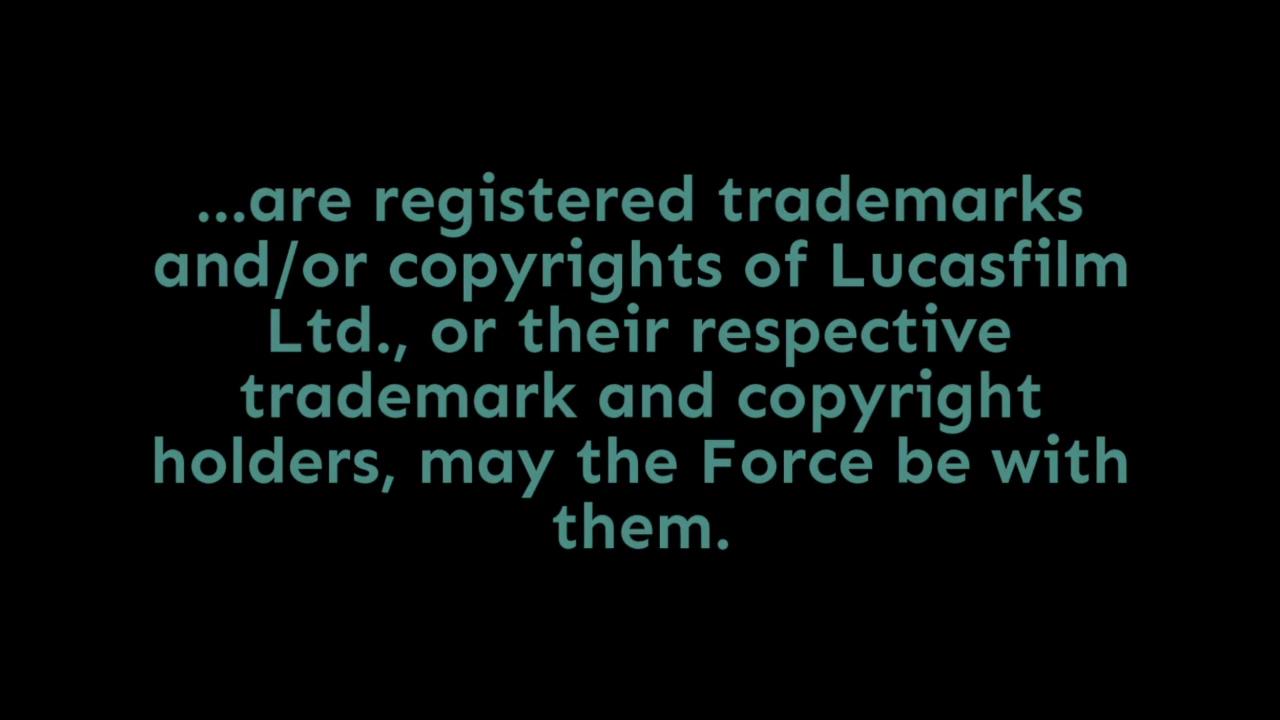 ...are registered trademarks
and/or copyrights of Lucasfilm
Ltd., or their respective
trademark and copyright
holders, may the Force be with
them.